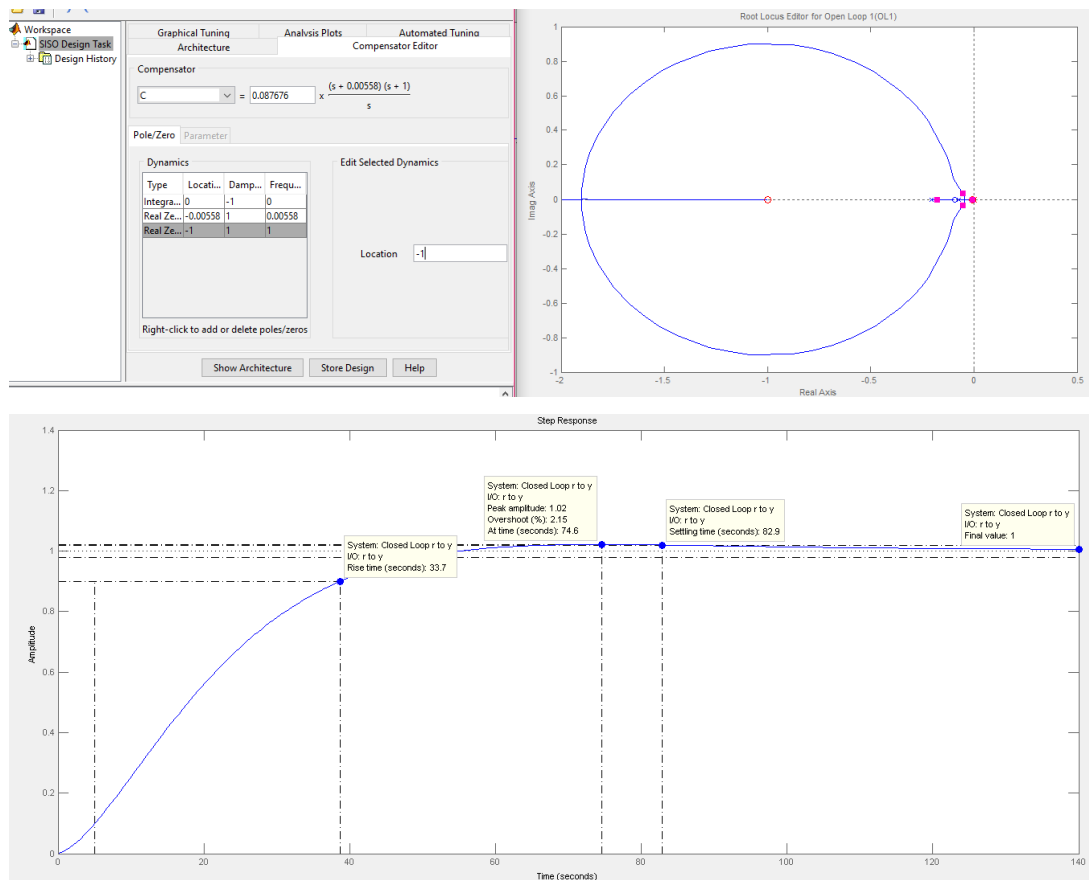 Workspace
SISO Design Task
Design History
Graphical Tuning Analysis Plots Automated Tuning
Architecture Compensator Editor
Compensator
C = 0.087676 x (s + 0.00558) (s + 1)
s
Pole/Zero Parameter
Dynamics
Type Locati... Damp... Frequ...
Integra... 0 -1 0
Real Ze... -0.00558 1 0.00558
Real Ze... -1 1 1
Right-click to add or delete poles/zeros
Edit Selected Dynamics
Location -1
Show Architecture Store Design Help
Root Locus Editor for Open Loop 1(OL1)
1
0.8
0.6
0.4
0.2
0
-0.2
-0.4
-0.6
-0.8
-1
Imag Axis
-2 -1.5 -1 -0.5 0 0.5
Real Axis
Step Response
1.4
1.2
1
0.8
0.6
0.4
0.2
0
Amplitude
System: Closed Loop r to y
I/O: r to y
Rise time (seconds): 33.7
System: Closed Loop r to y
I/O: r to y
Peak amplitude: 1.02
Overshoot (%): 2.15
At time (seconds): 74.6
System: Closed Loop r to y
I/O: r to y
Settling time (seconds): 82.9
System: Closed Loop r to y
I/O: r to y
Final value: 1
0 20 40 60 80 100 120 140
Time (seconds)